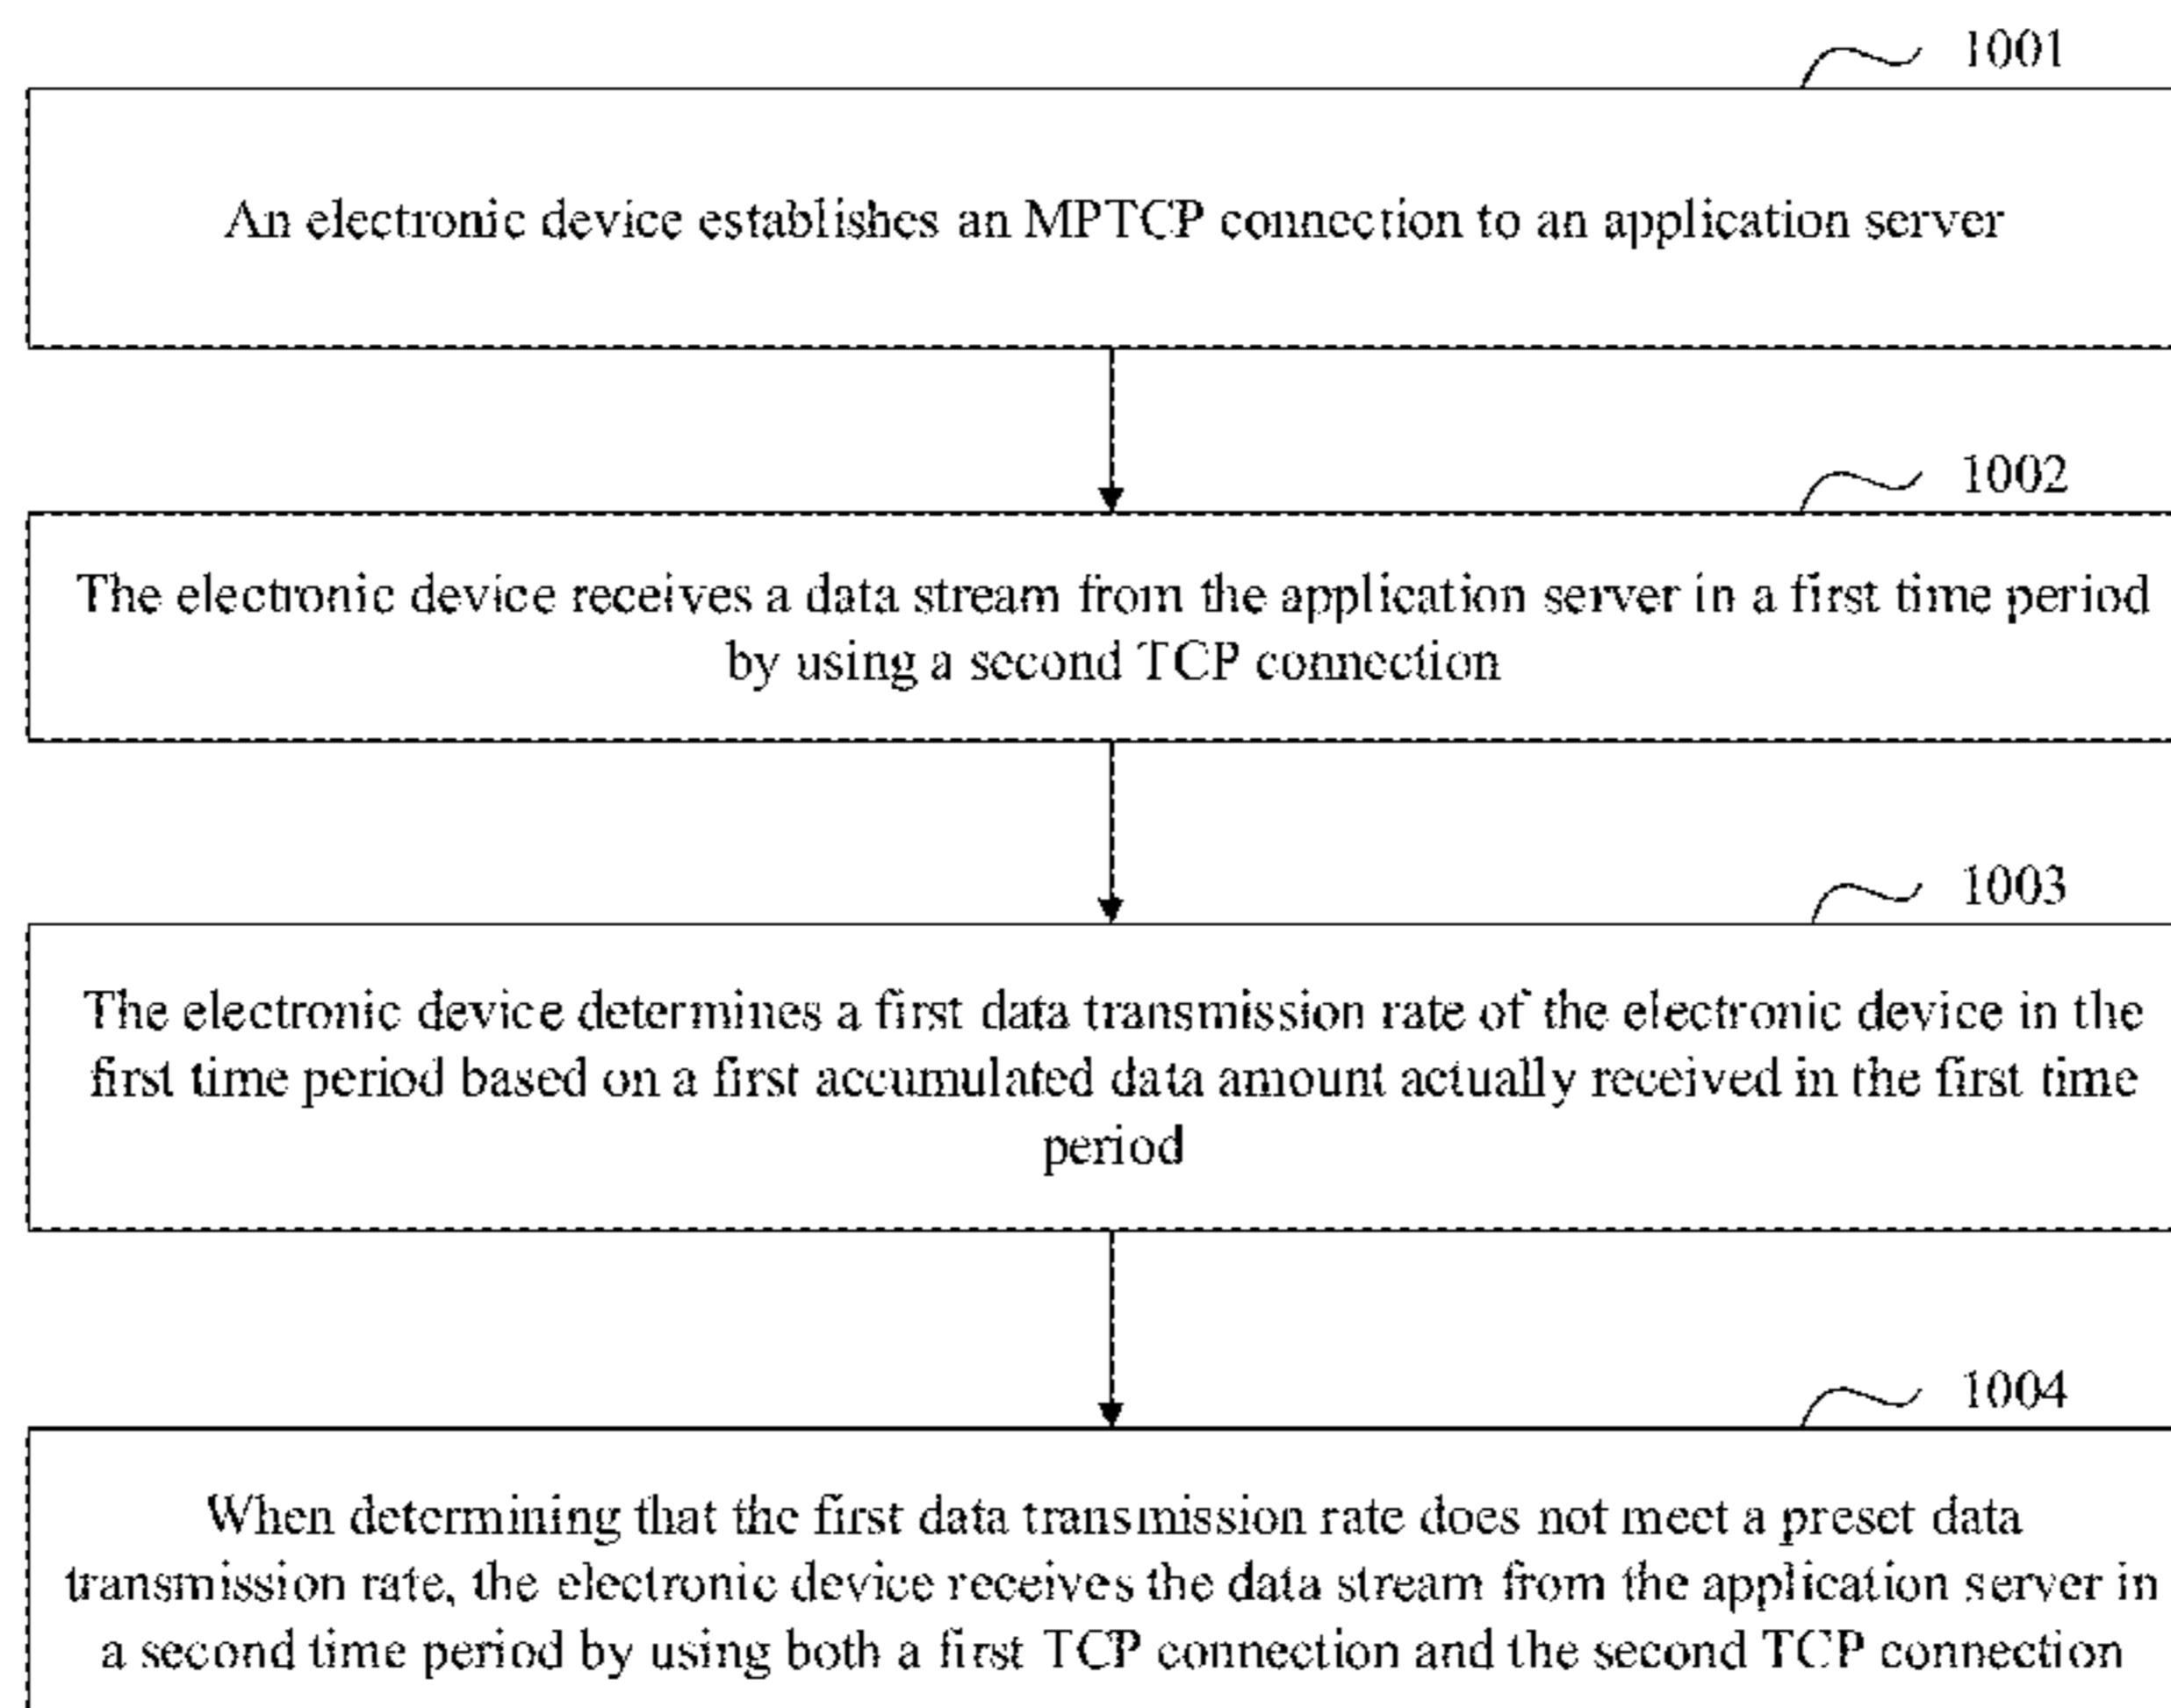 1001
An electronic device establishes an MPTCP connection to an application server
1002
The electronic device receives a data stream from the application server in a first time period
by using a second TCP connection
1003
The electronic device determines a first data transmission rate of the electronic device in the
first time period based on a first accumulated data amount actually received in the first time
period
1004
When determining that the first data transmission rate does not meet a preset data
transmission rate, the electronic device receives the data stream from the application server in
a second time period by using both a first TCP connection and the second TCP connection